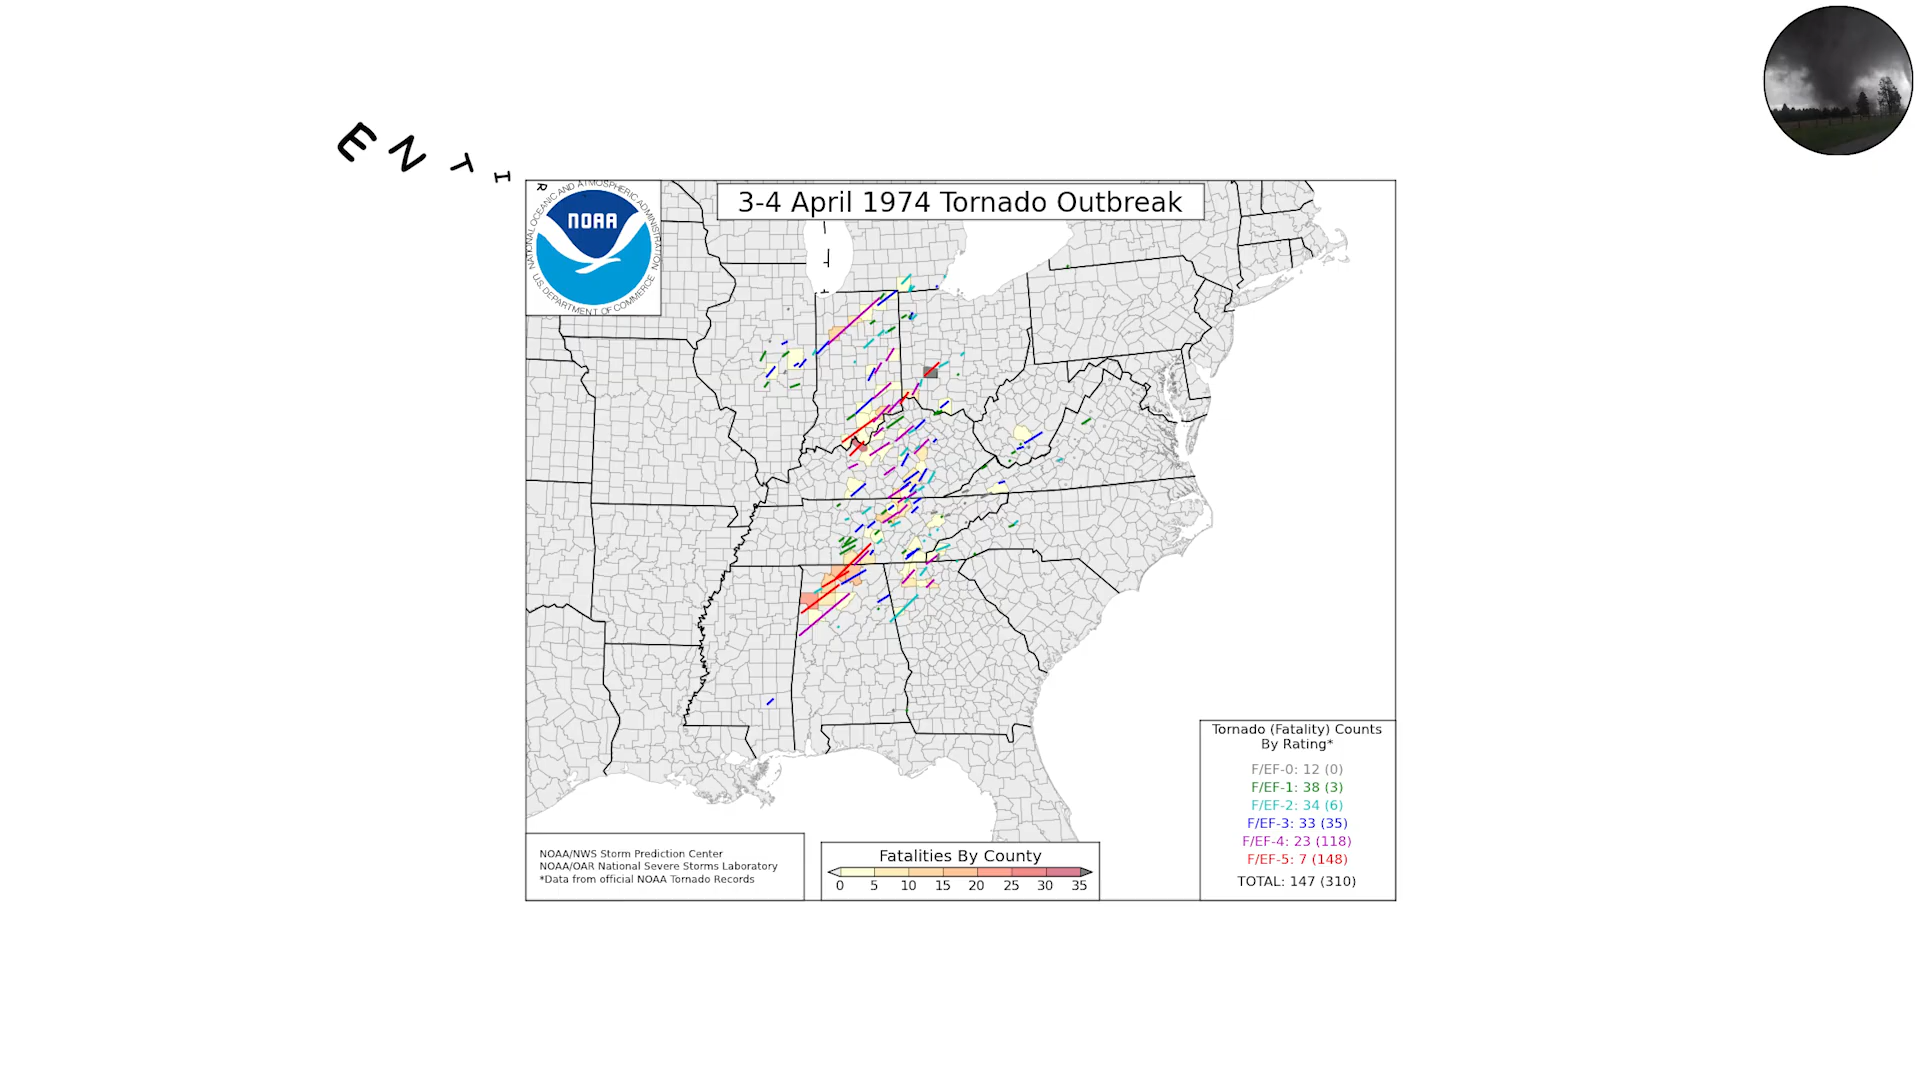 E N T I R
3-4 April 1974 Tornado Outbreak
NATIONAL OCEANIC AND ATMOSPHERIC ADMINISTRATION
NOAA
U.S. DEPARTMENT OF COMMERCE
Tornado (Fatality) Counts
By Rating*
F/EF-0: 12 (0)
F/EF-1: 38 (3)
F/EF-2: 34 (6)
F/EF-3: 33 (35)
F/EF-4: 23 (118)
F/EF-5: 7 (148)
TOTAL: 147 (310)
NOAA/NWS Storm Prediction Center
NOAA/OAR National Severe Storms Laboratory
*Data from official NOAA Tornado Records
Fatalities By County
0 5 10 15 20 25 30 35